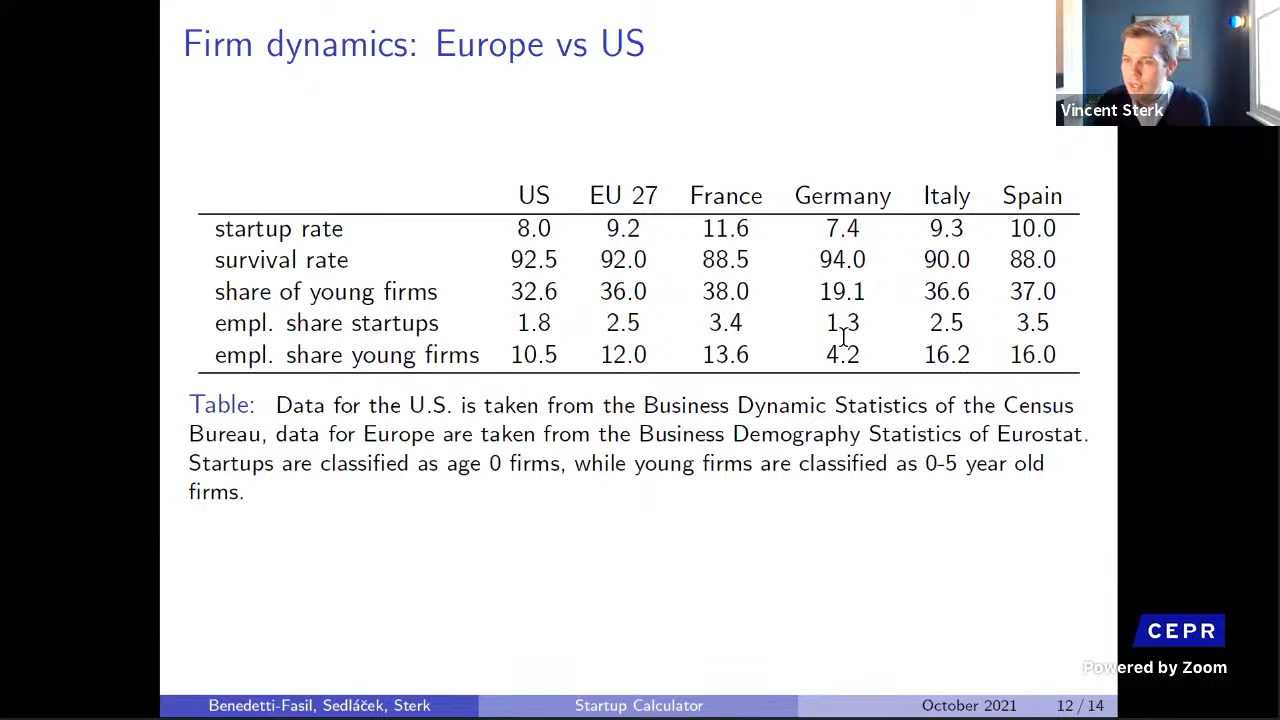 Firm dynamics: Europe vs US
Vincent Sterk
US EU 27 France Germany Italy Spain
startup rate 8.0 9.2 11.6 7.4 9.3 10.0
survival rate 92.5 92.0 88.5 94.0 90.0 88.0
share of young firms 32.6 36.0 38.0 19.1 36.6 37.0
empl. share startups 1.8 2.5 3.4 1.3 2.5 3.5
empl. share young firms 10.5 12.0 13.6 4.2 16.2 16.0
Table: Data for the U.S. is taken from the Business Dynamic Statistics of the Census
Bureau, data for Europe are taken from the Business Demography Statistics of Eurostat.
Startups are classified as age 0 firms, while young firms are classified as 0-5 year old
firms.
CEPR
Powered by Zoom
Benedetti-Fasil, Sedláček, Sterk Startup Calculator October 2021 12 / 14